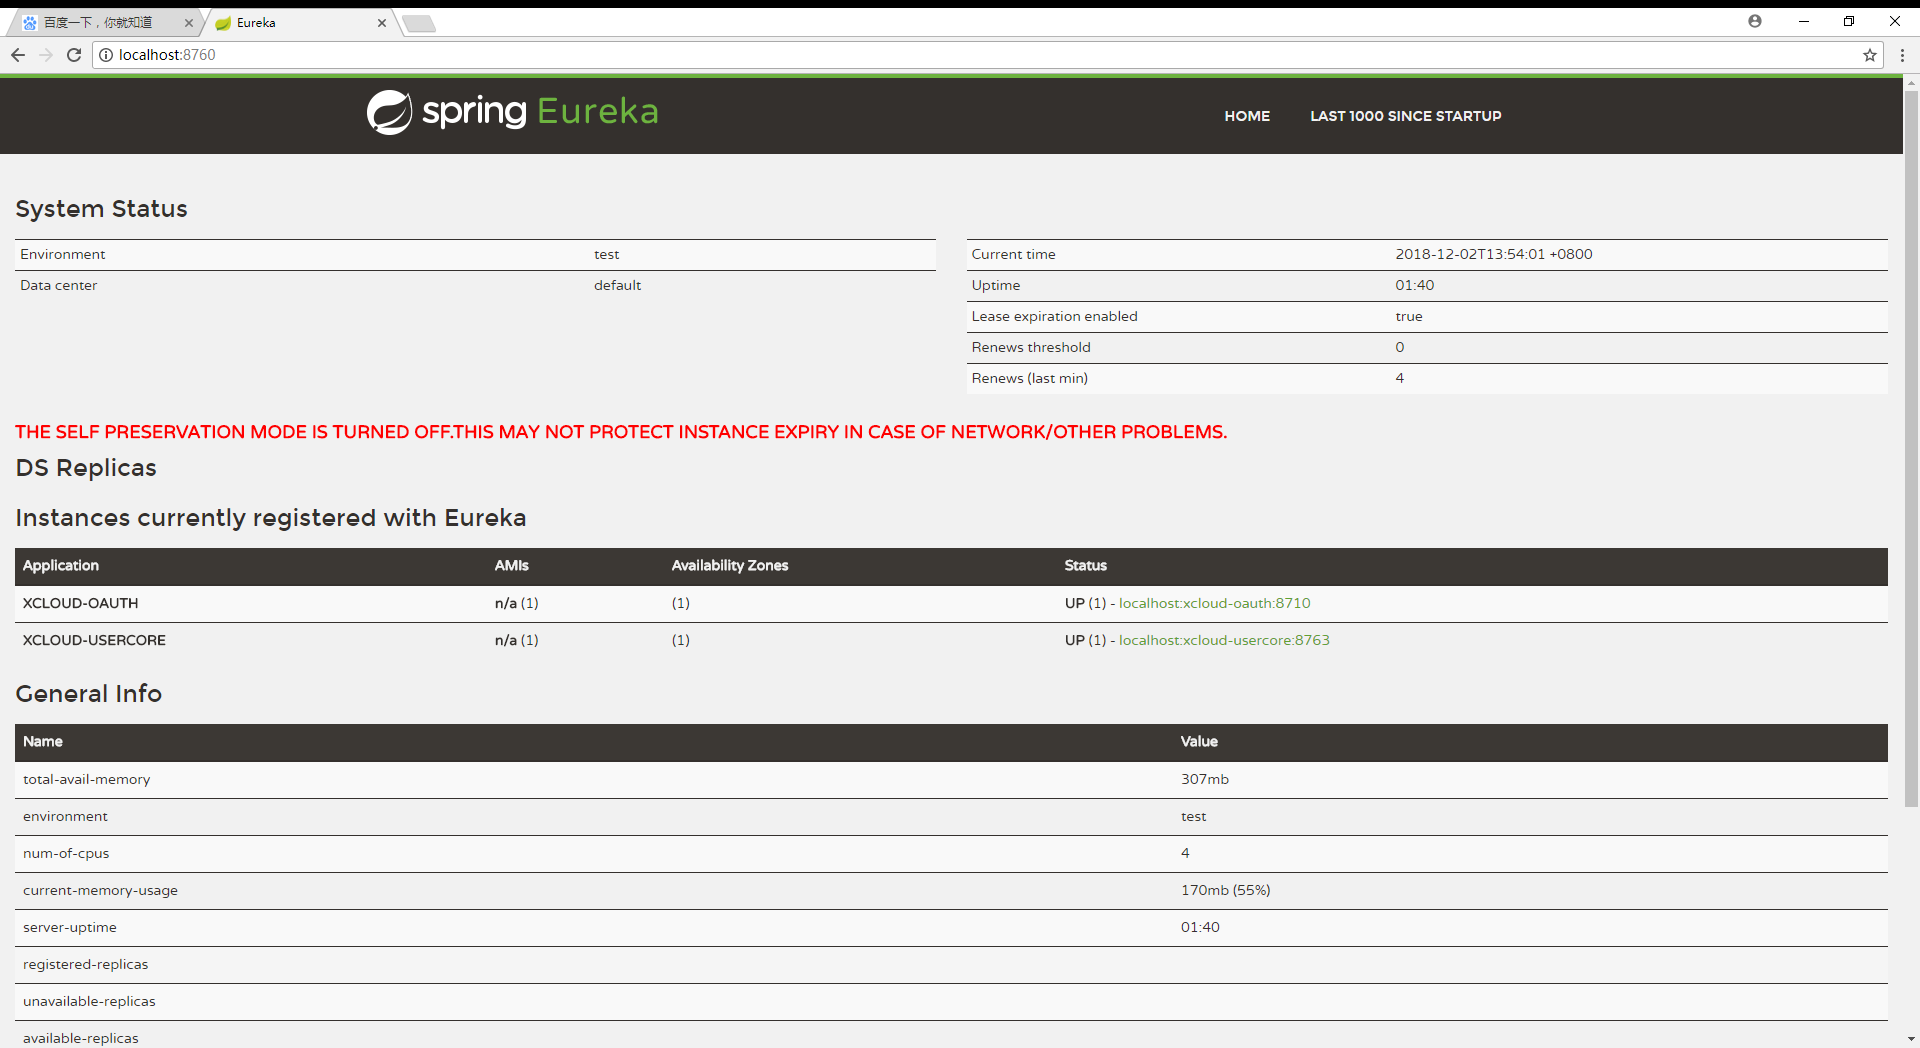 百度一下，你就知道
Eureka
localhost:8760
spring Eureka
HOME LAST 1000 SINCE STARTUP
System Status
Environment test
Data center default
Current time 2018-12-02T13:54:01 +0800
Uptime 01:40
Lease expiration enabled true
Renews threshold 0
Renews (last min) 4
THE SELF PRESERVATION MODE IS TURNED OFF.THIS MAY NOT PROTECT INSTANCE EXPIRY IN CASE OF NETWORK/OTHER PROBLEMS.
DS Replicas
Instances currently registered with Eureka
Application AMIs Availability Zones Status
XCLOUD-OAUTH n/a (1) (1) UP (1) - localhost:xcloud-oauth:8710
XCLOUD-USERCORE n/a (1) (1) UP (1) - localhost:xcloud-usercore:8763
General Info
Name Value
total-avail-memory 307mb
environment test
num-of-cpus 4
current-memory-usage 170mb (55%)
server-uptime 01:40
registered-replicas
unavailable-replicas
available-replicas